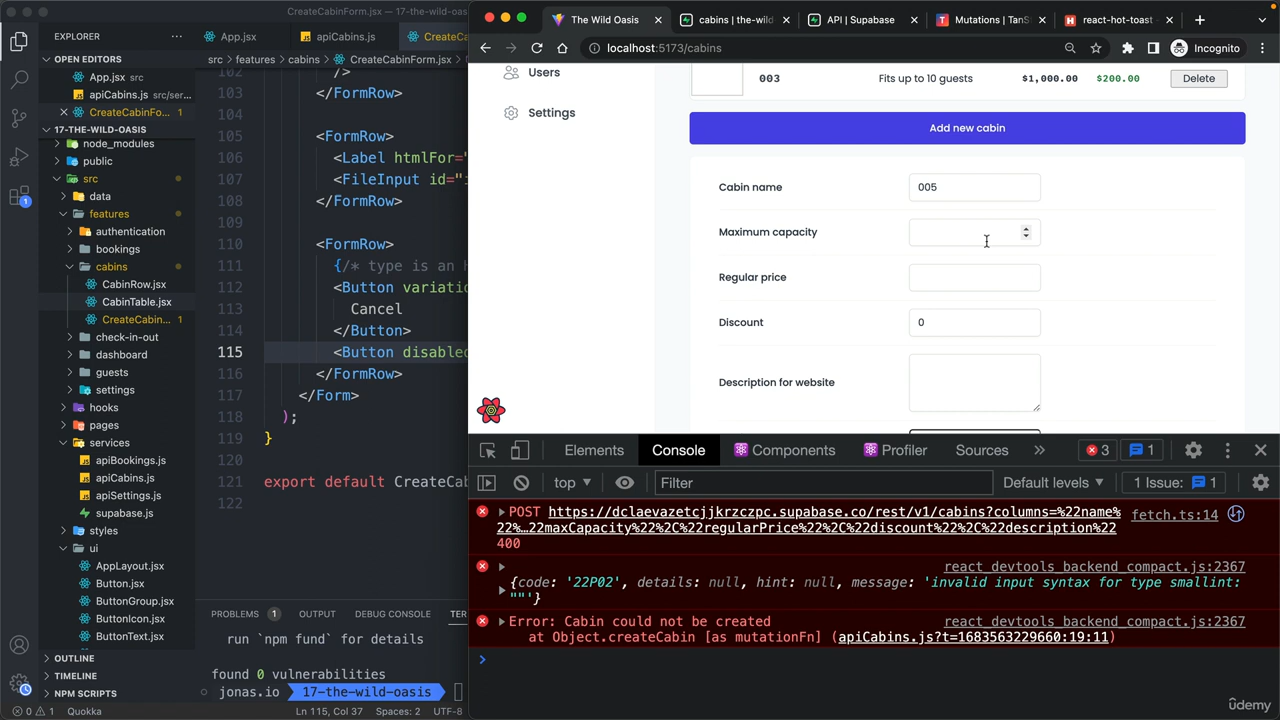 CreateCabinForm.jsx
EXPLORER
OPEN EDITORS
App.jsx src
apiCabins.js src/ser...
CreateCabinFo... 1
17-THE-WILD-OASIS
node_modules
public
src
data
features
authentication
bookings
cabins
CabinRow.jsx
CabinTable.jsx
CreateCabin... 1
check-in-out
dashboard
guests
settings
hooks
pages
services
apiBookings.js
apiCabins.js
apiSettings.js
supabase.js
styles
ui
AppLayout.jsx
Button.jsx
ButtonGroup.jsx
ButtonIcon.jsx
ButtonText.jsx
OUTLINE
TIMELINE
NPM SCRIPTS
0 1 Quokka
App.jsx apiCabins.js CreateCa
src > features > cabins > CreateCabinForm.jsx
102 />
103 </FormRow>
104
105 <FormRow>
106 <Label htmlFor="
107 <FileInput id="i
108 </FormRow>
109
110 <FormRow>
111 {/* type is an h
112 <Button variatio
113 Cancel
114 </Button>
115 <Button disabled
116 </FormRow>
117 </Form>
118 );
119 }
120
121 export default CreateCa
122
PROBLEMS 1 OUTPUT DEBUG CONSOLE TER
run `npm fund` for details
found 0 vulnerabilities
jonas.io 17-the-wild-oasis
Ln 115, Col 37 Spaces: 2 UTF-8
The Wild Oasis cabins | the-wild API | Supabase Mutations | TanS react-hot-toast -
localhost:5173/cabins
Incognito
Users
Settings
003 Fits up to 10 guests $1,000.00 $200.00 Delete
Add new cabin
Cabin name 005
Maximum capacity
Regular price
Discount 0
Description for website
Elements Console Components Profiler Sources » 3 1
top Filter Default levels 1 Issue: 1
POST https://dclaevazetcjjkrzczpc.supabase.co/rest/v1/cabins?columns=%22name% fetch.ts:14
22%…22maxCapacity%22%2C%22regularPrice%22%2C%22discount%22%2C%22description%22
400
react_devtools_backend_compact.js:2367
{code: '22P02', details: null, hint: null, message: 'invalid input syntax for type smallint:
""'}
Error: Cabin could not be created react_devtools_backend_compact.js:2367
at Object.createCabin [as mutationFn] (apiCabins.js?t=1683563229660:19:11)
udemy